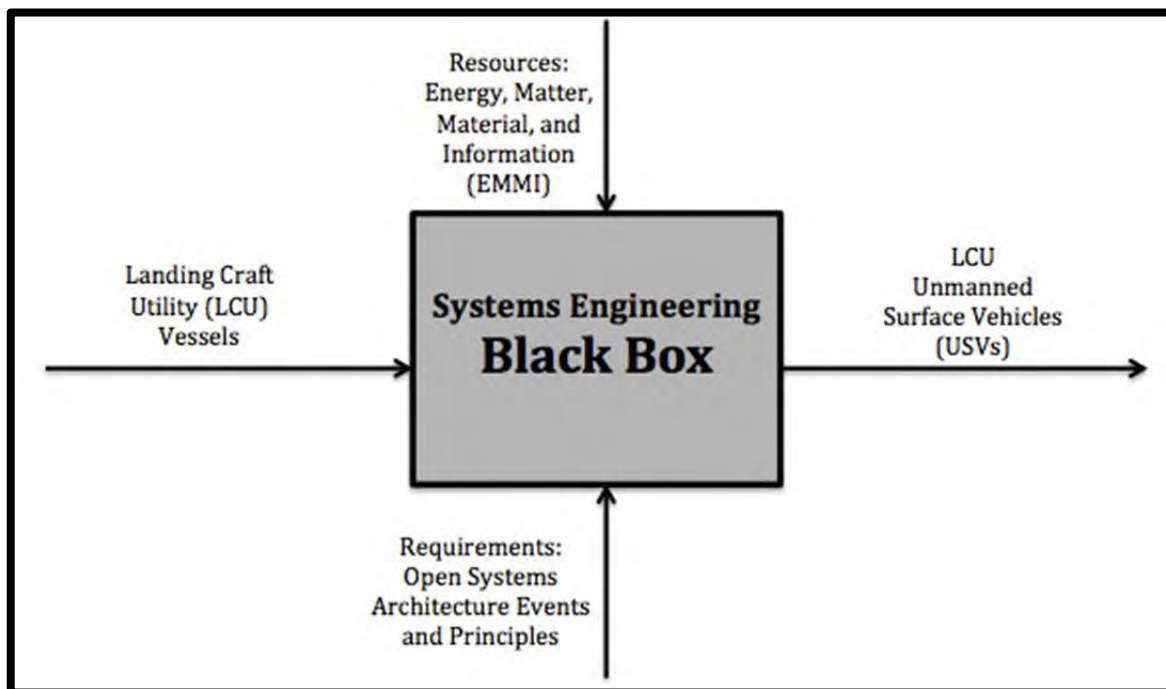 Resources:
Energy, Matter,
Material, and
Information
(EMMI)
Landing Craft
Utility (LCU)
Vessels
Systems Engineering
Black Box
LCU
Unmanned
Surface Vehicles
(USVs)
Requirements:
Open Systems
Architecture Events
and Principles